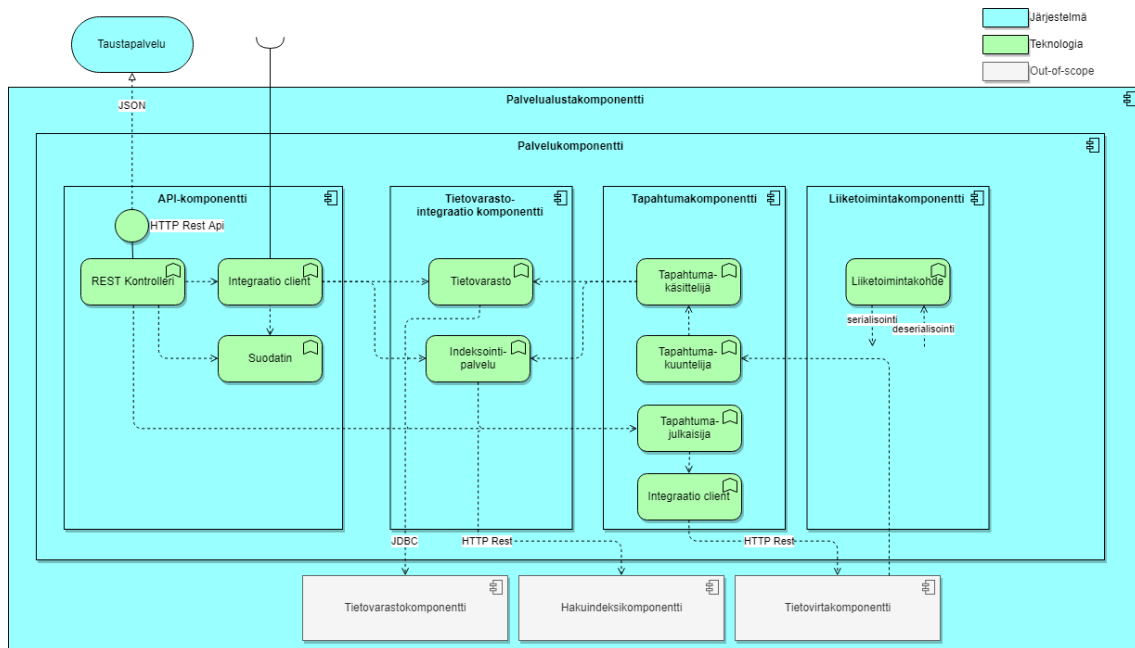 Järjestelmä
Teknologia
Out-of-scope
Taustapalvelu
JSON
Palvelualustakomponentti
Palvelukomponentti
API-komponentti
HTTP Rest Api
REST Kontrolleri
Integraatio client
Suodatin
Tietovarasto-
integraatio komponentti
Tietovarasto
Indeksointi-
palvelu
Tapahtumakomponentti
Tapahtuma-
käsittelijä
Tapahtuma-
kuuntelija
Tapahtuma-
julkaisija
Integraatio client
Liiketoimintakomponentti
Liiketoimintakohde
serialisointi
deserialisointi
JDBC
HTTP Rest
HTTP Rest
Tietovarastokomponentti
Hakuindeksikomponentti
Tietovirtakomponentti